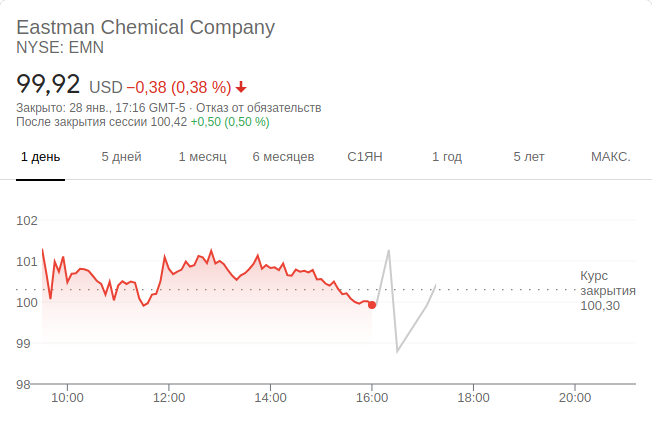 Eastman Chemical Company
NYSE: EMN
99,92 USD −0,38 (0,38 %)
Закрыто: 28 янв., 17:16 GMT-5 · Отказ от обязательств
После закрытия сессии 100,42 +0,50 (0,50 %)
1 день 5 дней 1 месяц 6 месяцев С1ЯН 1 год 5 лет МАКС.
102
101
Курс
закрытия
100,30
100
99
98
10:00 12:00 14:00 16:00 18:00 20:00